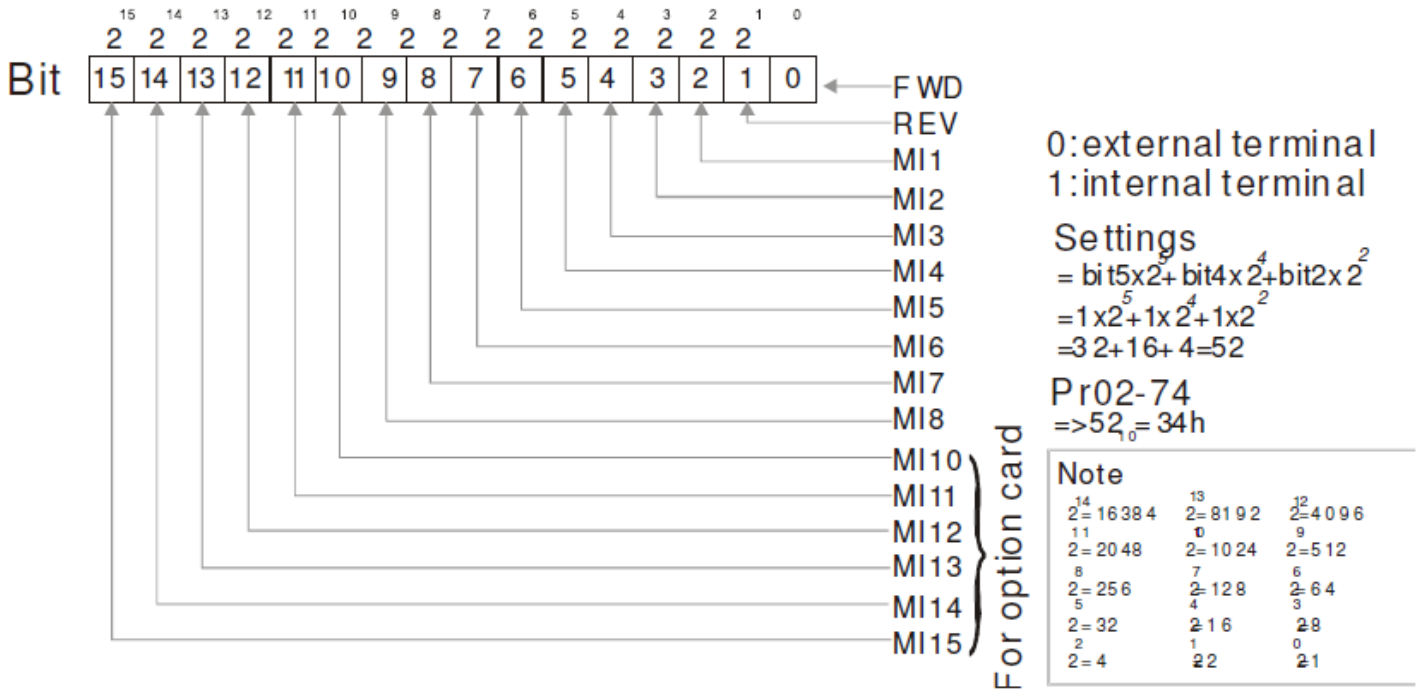 15 14 13 12 11 10 9 8 7 6 5 4 3 2 1 0
2 2 2 2 2 2 2 2 2 2 2 2 2 2 2
Bit 15 14 13 12 11 10 9 8 7 6 5 4 3 2 1 0
FWD
REV
MI1
MI2
MI3
MI4
MI5
MI6
MI7
MI8
MI10
MI11
MI12
MI13
MI14
MI15
For option card
0:external terminal
1:internal terminal
Settings
= bit5x2^5+bit4x2^4+bit2x2^2
=1x2^5+1x2^4+1x2^2
=32+16+4=52
Pr02-74
=>52_10=34h
Note
2^14=16384 2^13=8192 2^12=4096
2^11=2048 2^10=1024 2^9=512
2^8=256 2^7=128 2^6=64
2^5=32 2^4=16 2^3=8
2^2=4 2^1=2 2^0=1